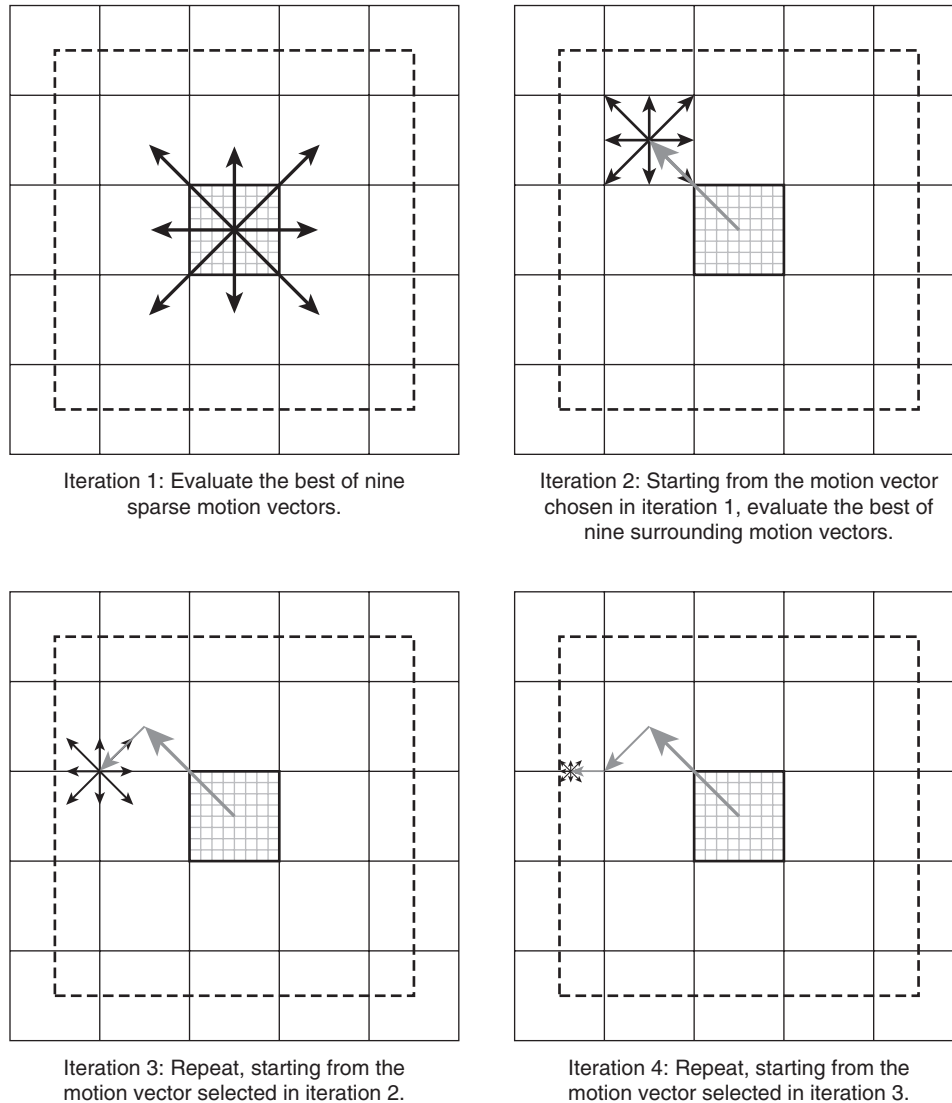 Iteration 1: Evaluate the best of nine
sparse motion vectors.
Iteration 2: Starting from the motion vector
chosen in iteration 1, evaluate the best of
nine surrounding motion vectors.
Iteration 3: Repeat, starting from the
motion vector selected in iteration 2.
Iteration 4: Repeat, starting from the
motion vector selected in iteration 3.